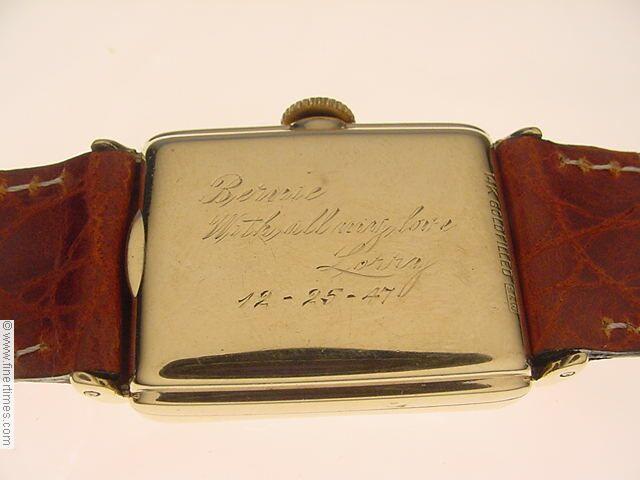 Bernie
With all my love
Lorry
12-25-47
14K GOLD FILLED
© www.finertimes.com